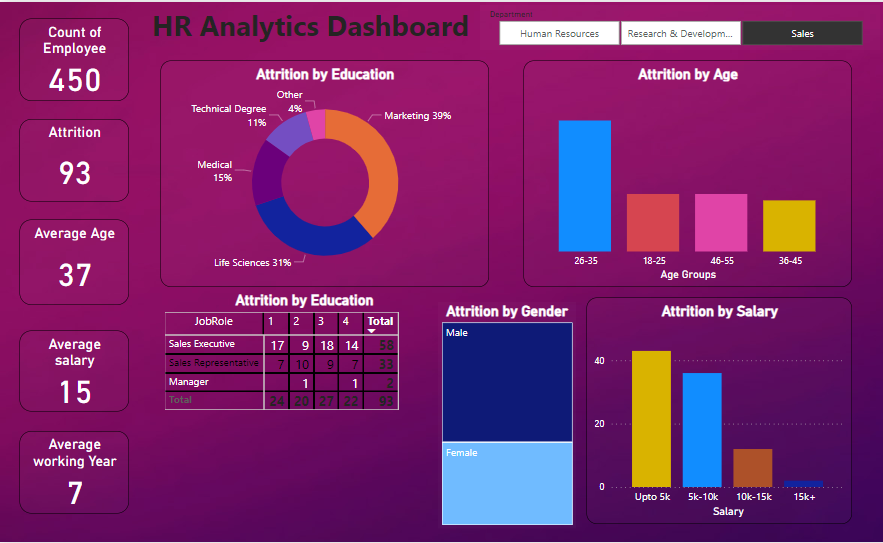 HR Analytics Dashboard
Department
Human Resources
Research & Developm...
Sales
Count of
Employee
450
Attrition
93
Average Age
37
Average
salary
15
Average
working Year
7
Attrition by Education
Other
4%
Technical Degree
11%
Marketing 39%
Medical
15%
Life Sciences 31%
Attrition by Age
26-35 18-25 46-55 36-45
Age Groups
Attrition by Education
JobRole 1 2 3 4 Total
Sales Executive 17 9 18 14 58
Sales Representative 7 10 9 7 33
Manager 1 1 2
Total 24 20 27 22 93
Attrition by Gender
Male
Female
Attrition by Salary
40
20
0
Upto 5k 5k-10k 10k-15k 15k+
Salary